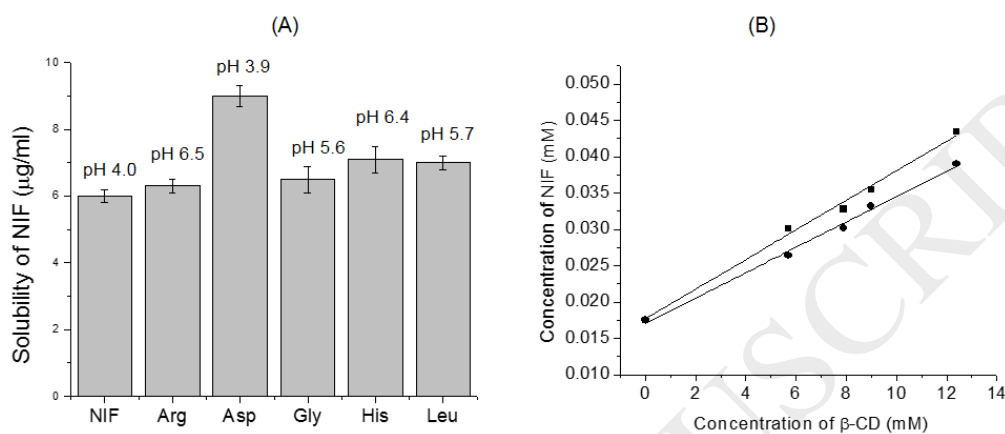 (A)
Solubility of NIF (µg/ml)
10
8
6
4
2
0
pH 4.0
pH 6.5
pH 3.9
pH 5.6
pH 6.4
pH 5.7
NIF Arg Asp Gly His Leu
(B)
Concentration of NIF (mM)
0.050
0.045
0.040
0.035
0.030
0.025
0.020
0.015
0.010
0 2 4 6 8 10 12 14
Concentration of β-CD (mM)
USCRIP